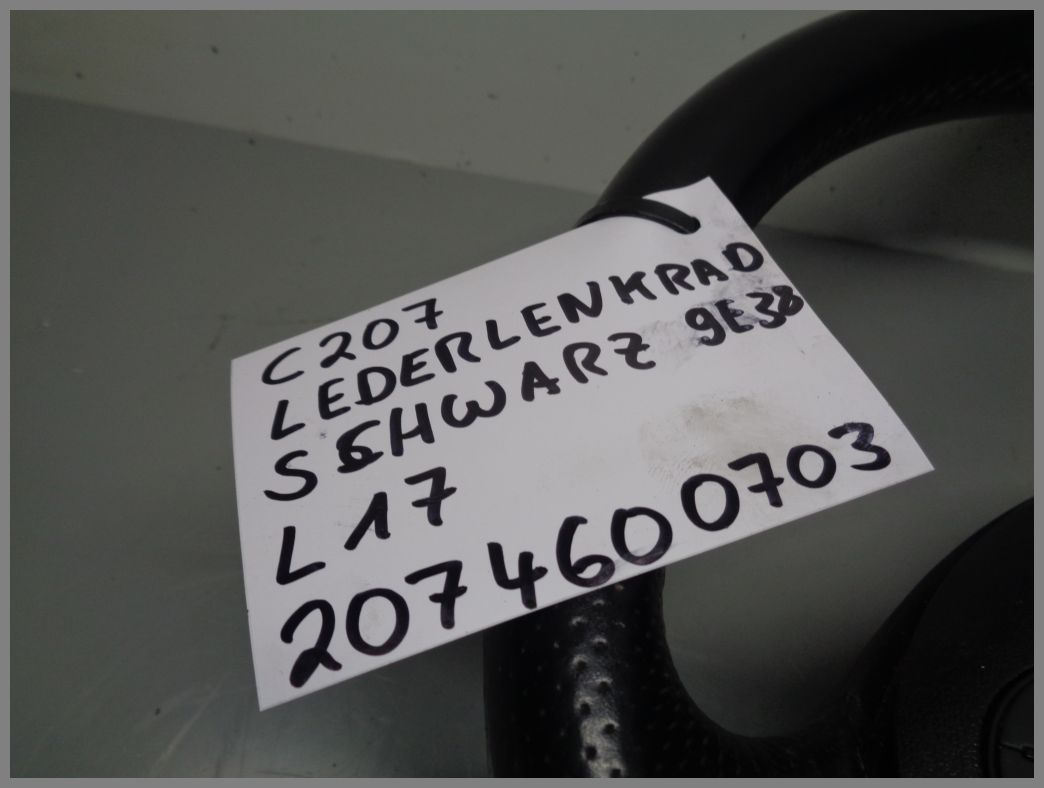 C207
LEDERLENKRAD
SCHWARZ 9E38
L17
2074600703